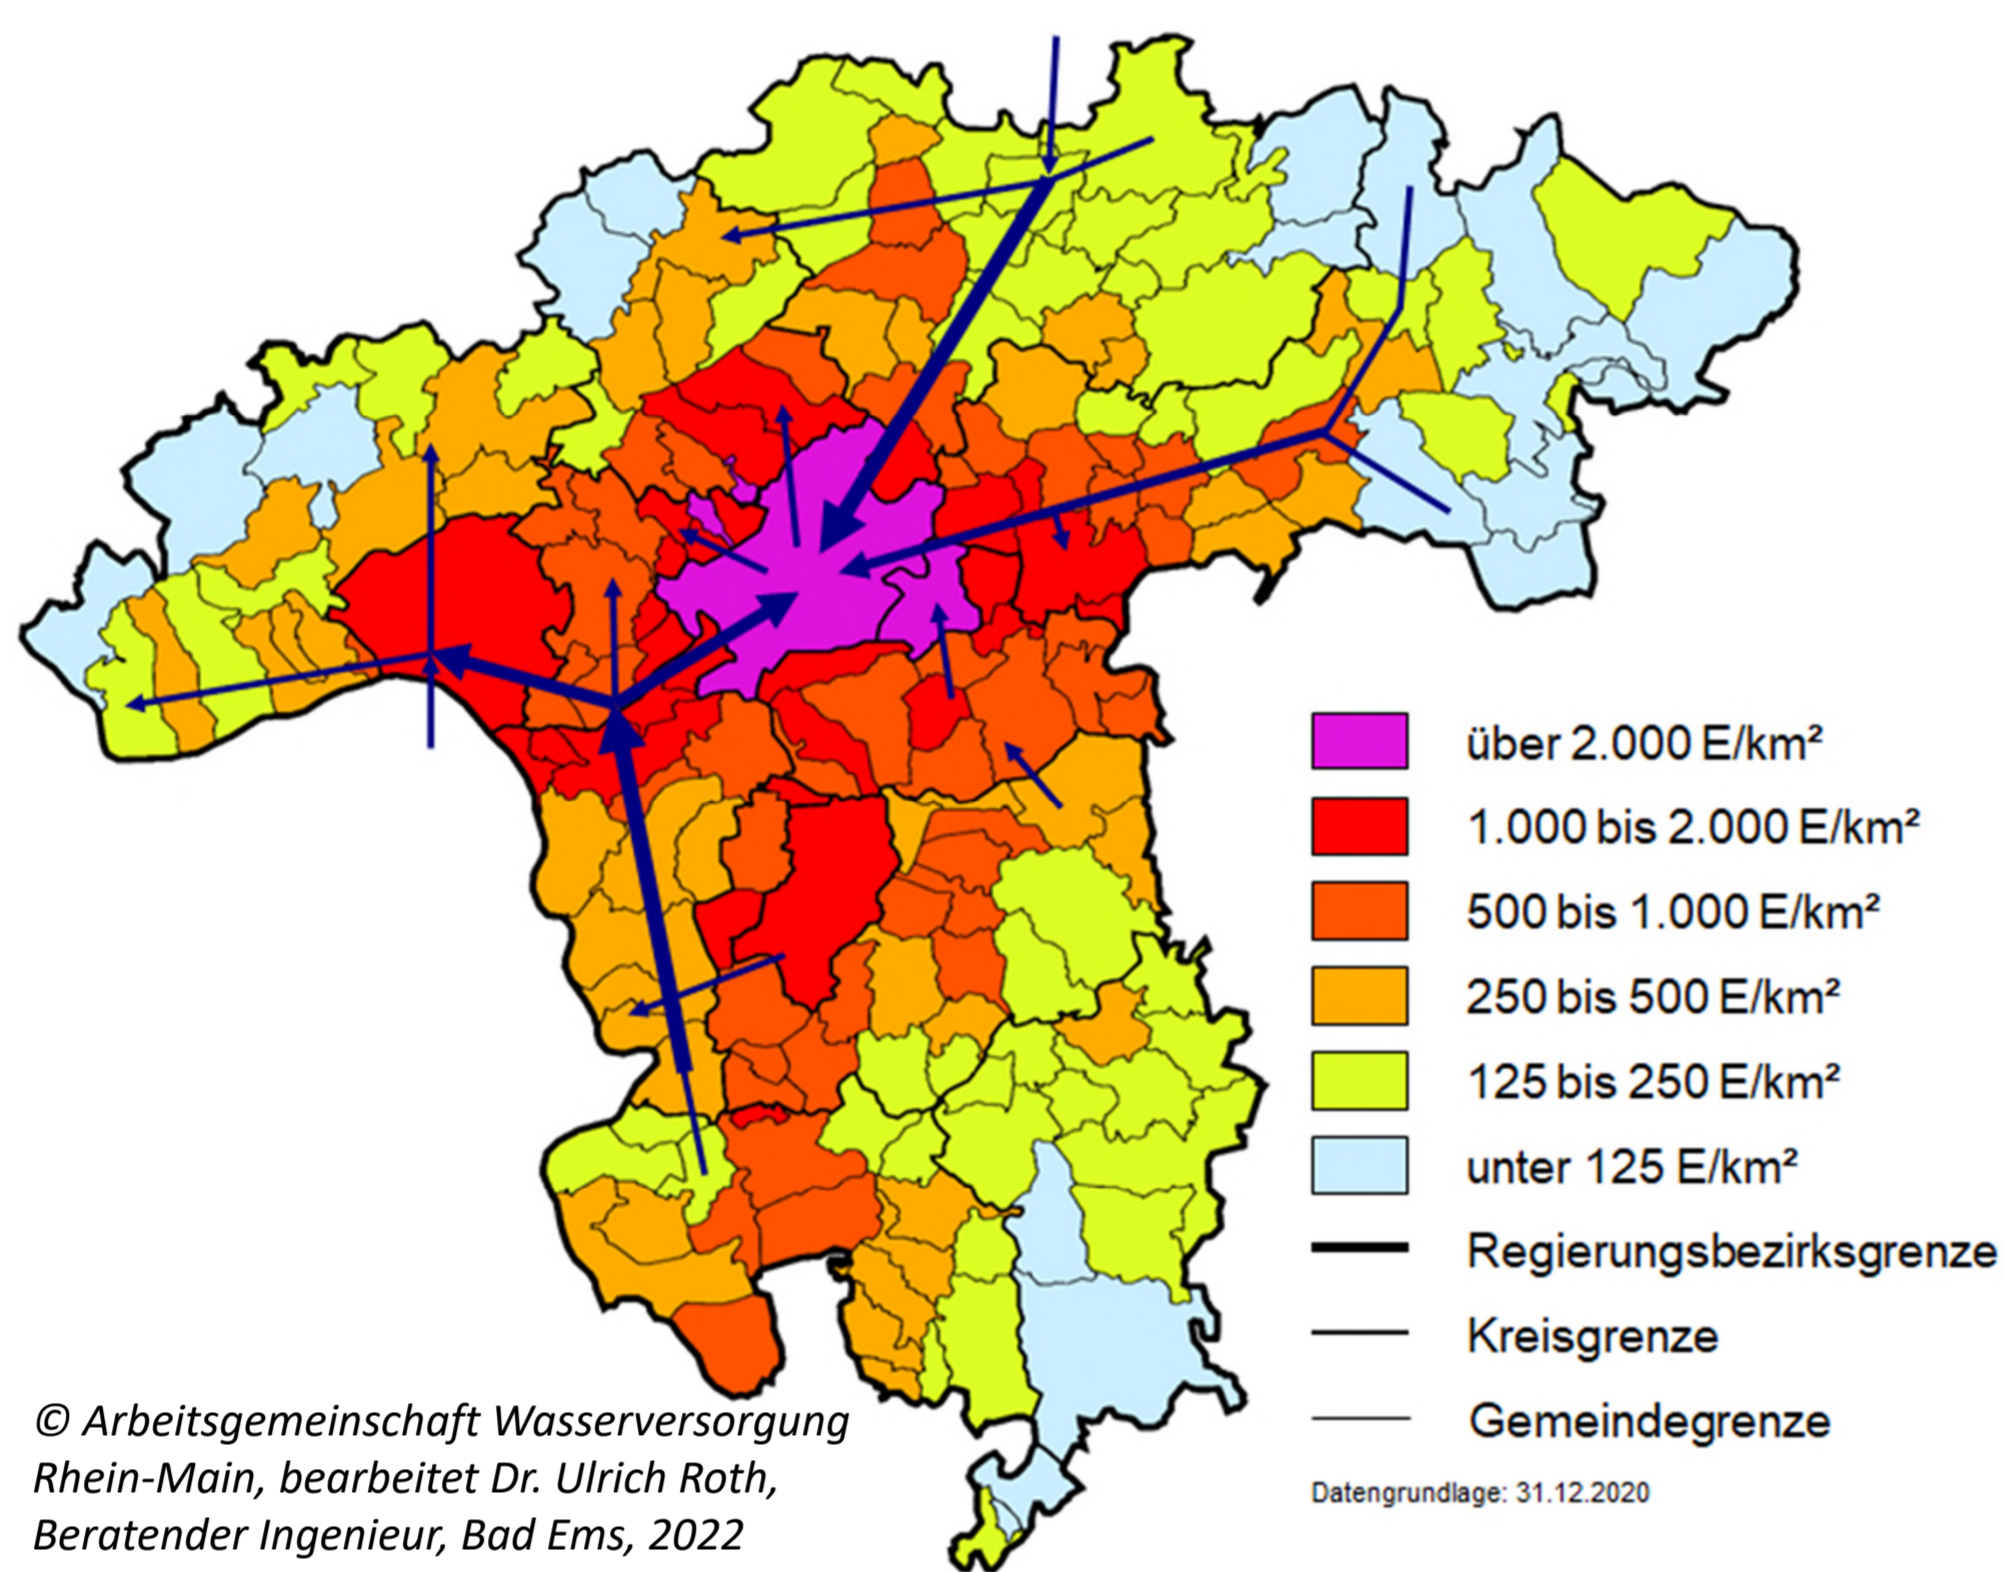 über 2.000 E/km²
1.000 bis 2.000 E/km²
500 bis 1.000 E/km²
250 bis 500 E/km²
125 bis 250 E/km²
unter 125 E/km²
Regierungsbezirksgrenze
Kreisgrenze
Gemeindegrenze
Datengrundlage: 31.12.2020
© Arbeitsgemeinschaft Wasserversorgung
Rhein-Main, bearbeitet Dr. Ulrich Roth,
Beratender Ingenieur, Bad Ems, 2022